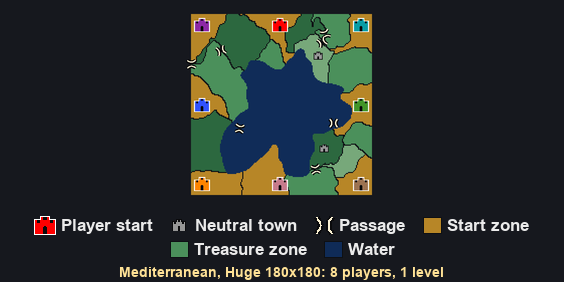 Player start Neutral town Passage Start zone
Treasure zone Water
Mediterranean, Huge 180x180: 8 players, 1 level